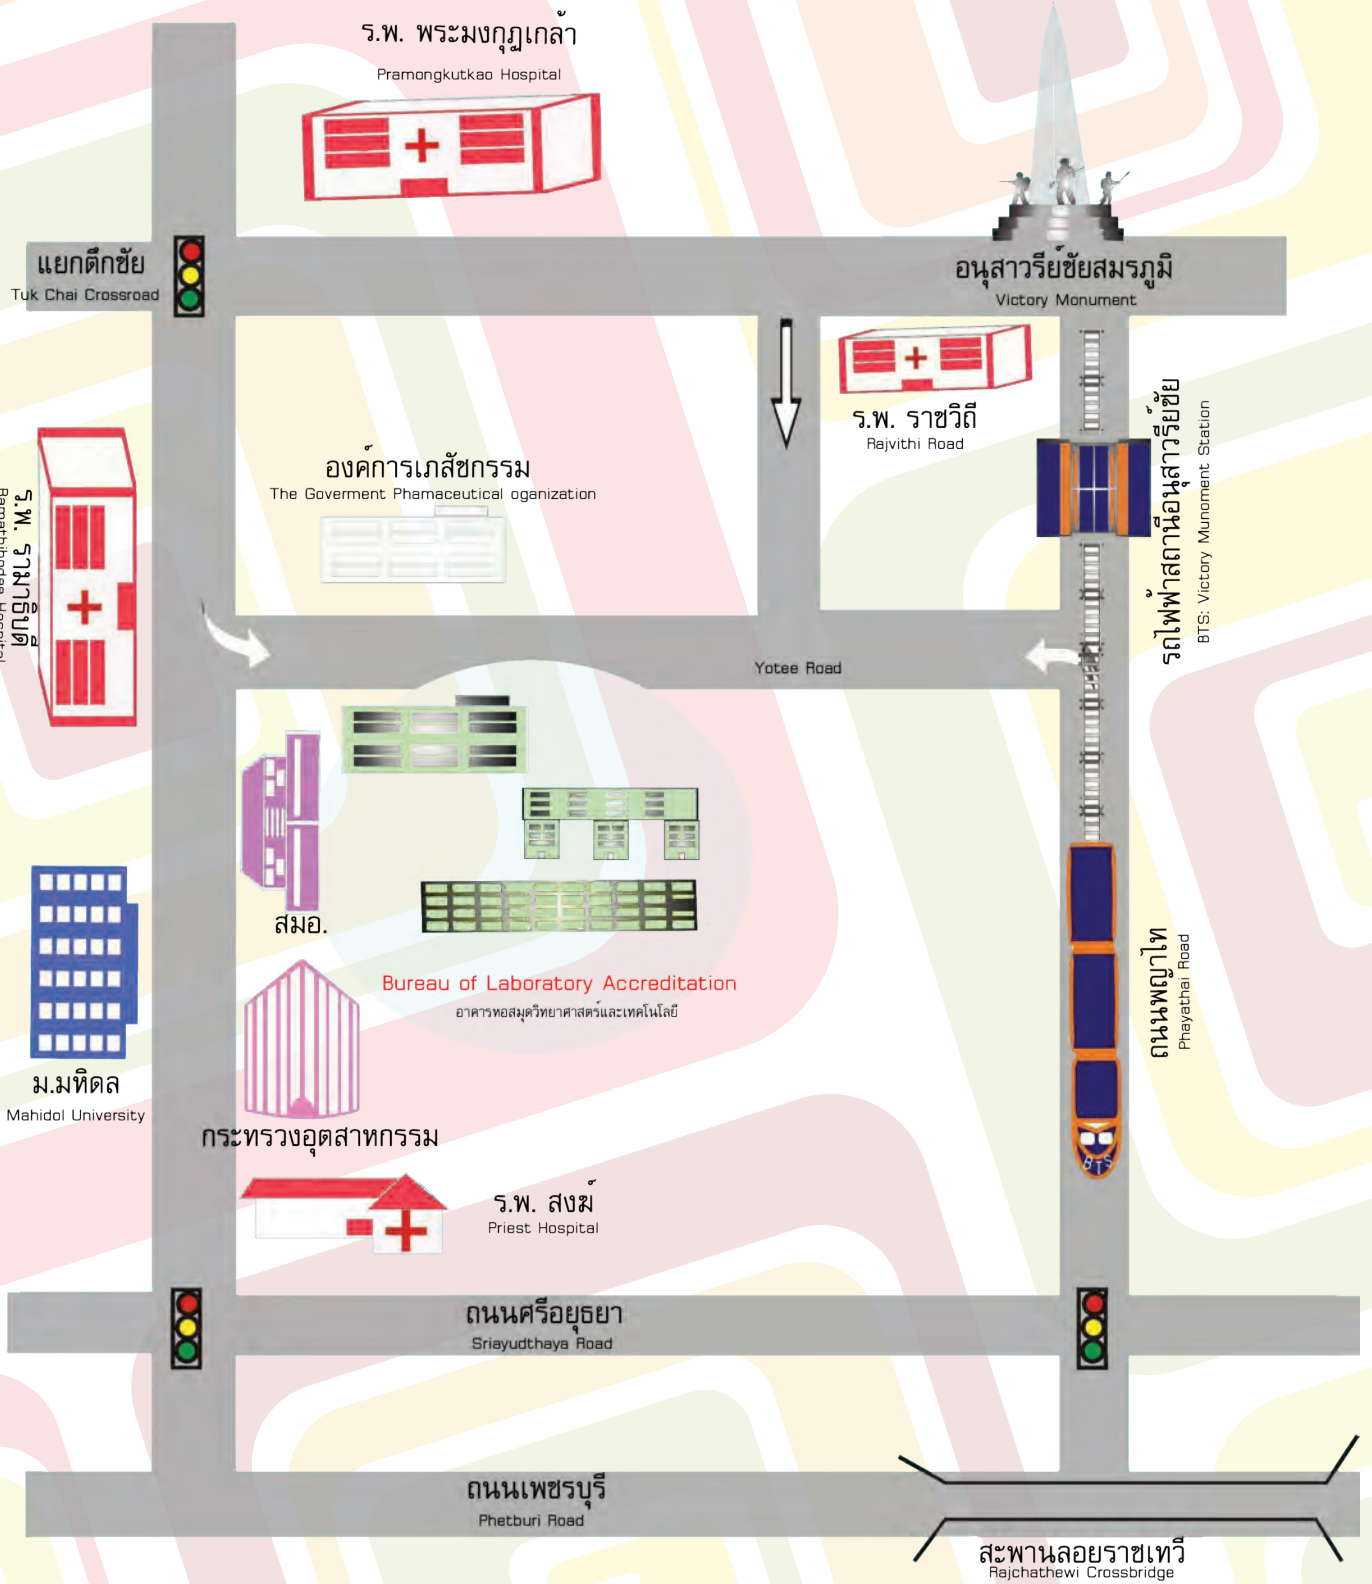 ร.พ. พระมงกุฎเกล้า
Pramongkutkao Hospital
แยกตึกชัย
Tuk Chai Crossroad
อนุสาวรีย์ชัยสมรภูมิ
Victory Monument
ร.พ. ราชวิถี
Rajvithi Road
รถไฟฟ้าสถานีอนุสาวรีย์ชัย
BTS: Victory Munoment Station
องค์การเภสัชกรรม
The Goverment Phamaceutical oganization
ร.พ. รามาธิบดี
Hospital
Yotee Road
สมอ.
Bureau of Laboratory Accreditation
อาคารหอสมุดวิทยาศาสตร์และเทคโนโลยี
ถนนพญาไท
Phayathai Road
ม.มหิดล
Mahidol University
กระทรวงอุตสาหกรรม
BTS
ร.พ. สงฆ์
Priest Hospital
ถนนศรีอยุธยา
Sriayudthaya Road
ถนนเพชรบุรี
Phetburi Road
สะพานลอยราชเทวี
Rajchathewi Crossbridge